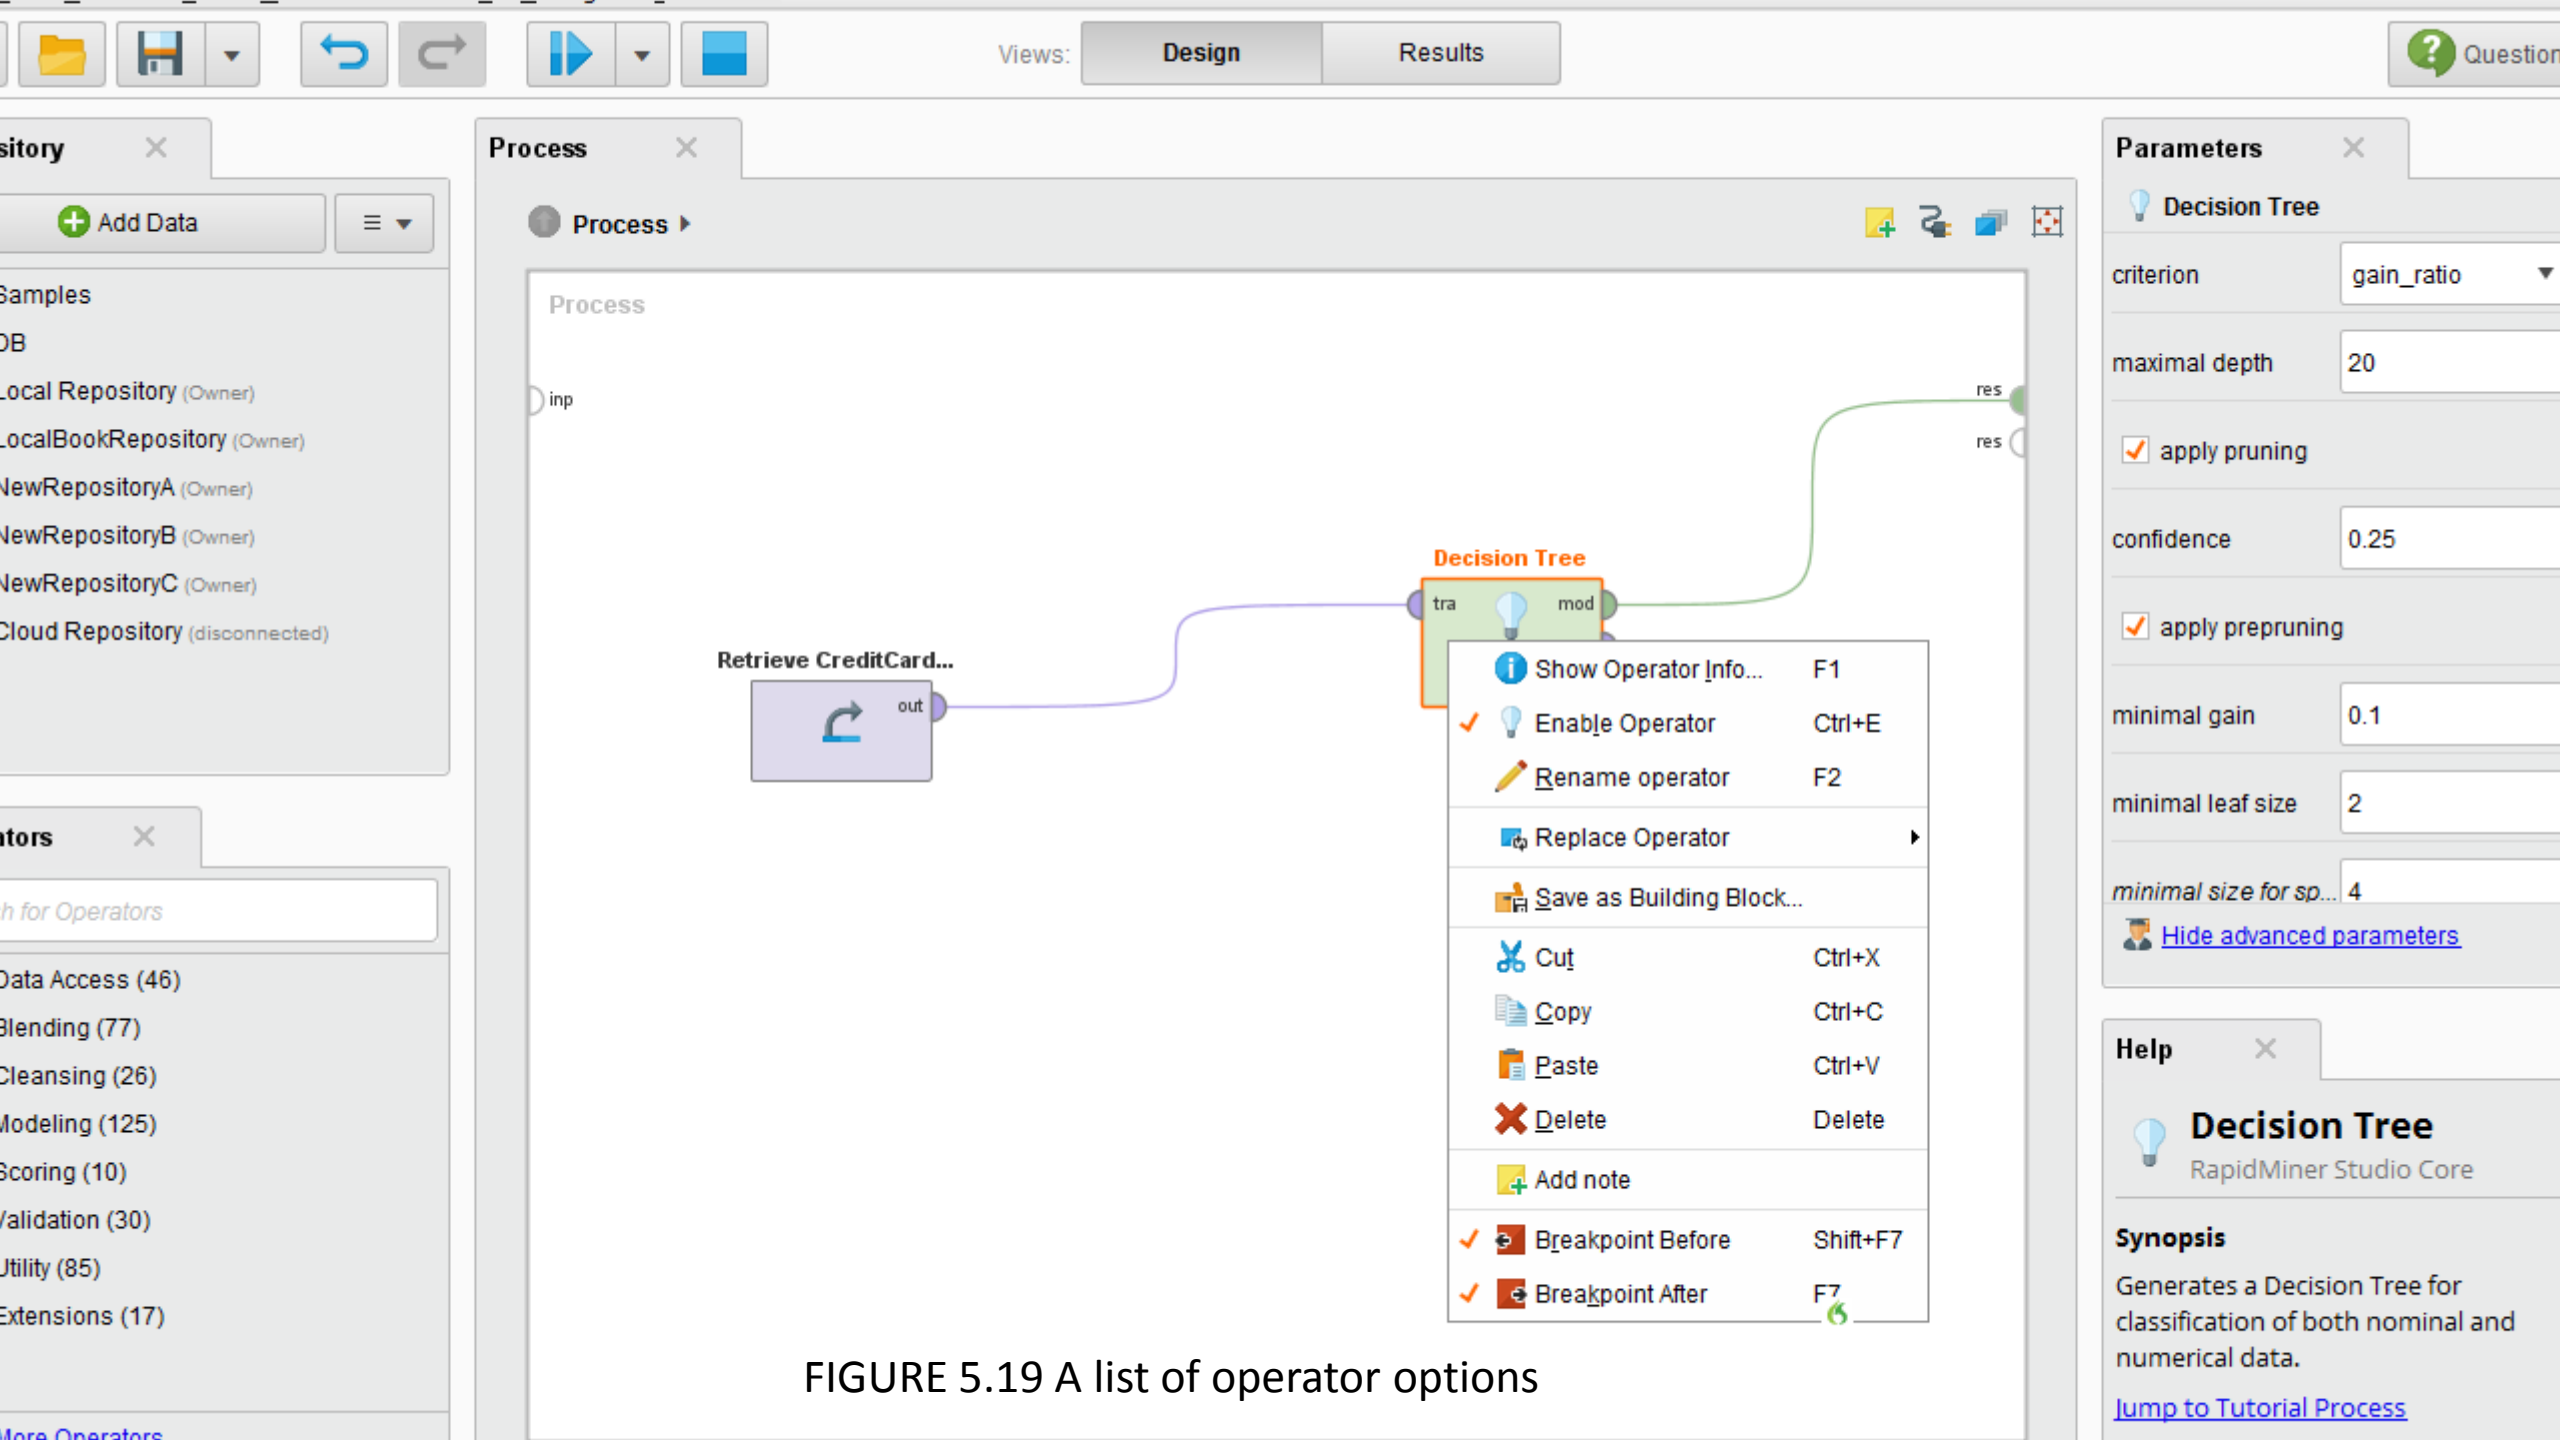 Views:
Design
Results
Question
sitory
Add Data
Samples
DB
Local Repository (Owner)
LocalBookRepository (Owner)
NewRepositoryA (Owner)
NewRepositoryB (Owner)
NewRepositoryC (Owner)
Cloud Repository (disconnected)
ators
h for Operators
Data Access (46)
Blending (77)
Cleansing (26)
Modeling (125)
Scoring (10)
Validation (30)
Utility (85)
Extensions (17)
More Operators
Process
Process
Process
inp
res
res
Decision Tree
tra
mod
Retrieve CreditCard...
out
Show Operator Info... F1
Enable Operator Ctrl+E
Rename operator F2
Replace Operator
Save as Building Block...
Cut Ctrl+X
Copy Ctrl+C
Paste Ctrl+V
Delete Delete
Add note
Breakpoint Before Shift+F7
Breakpoint After F7
FIGURE 5.19 A list of operator options
Parameters
Decision Tree
criterion gain_ratio
maximal depth 20
apply pruning
confidence 0.25
apply prepruning
minimal gain 0.1
minimal leaf size 2
minimal size for sp... 4
Hide advanced parameters
Help
Decision Tree
RapidMiner Studio Core
Synopsis
Generates a Decision Tree for
classification of both nominal and
numerical data.
Jump to Tutorial Process